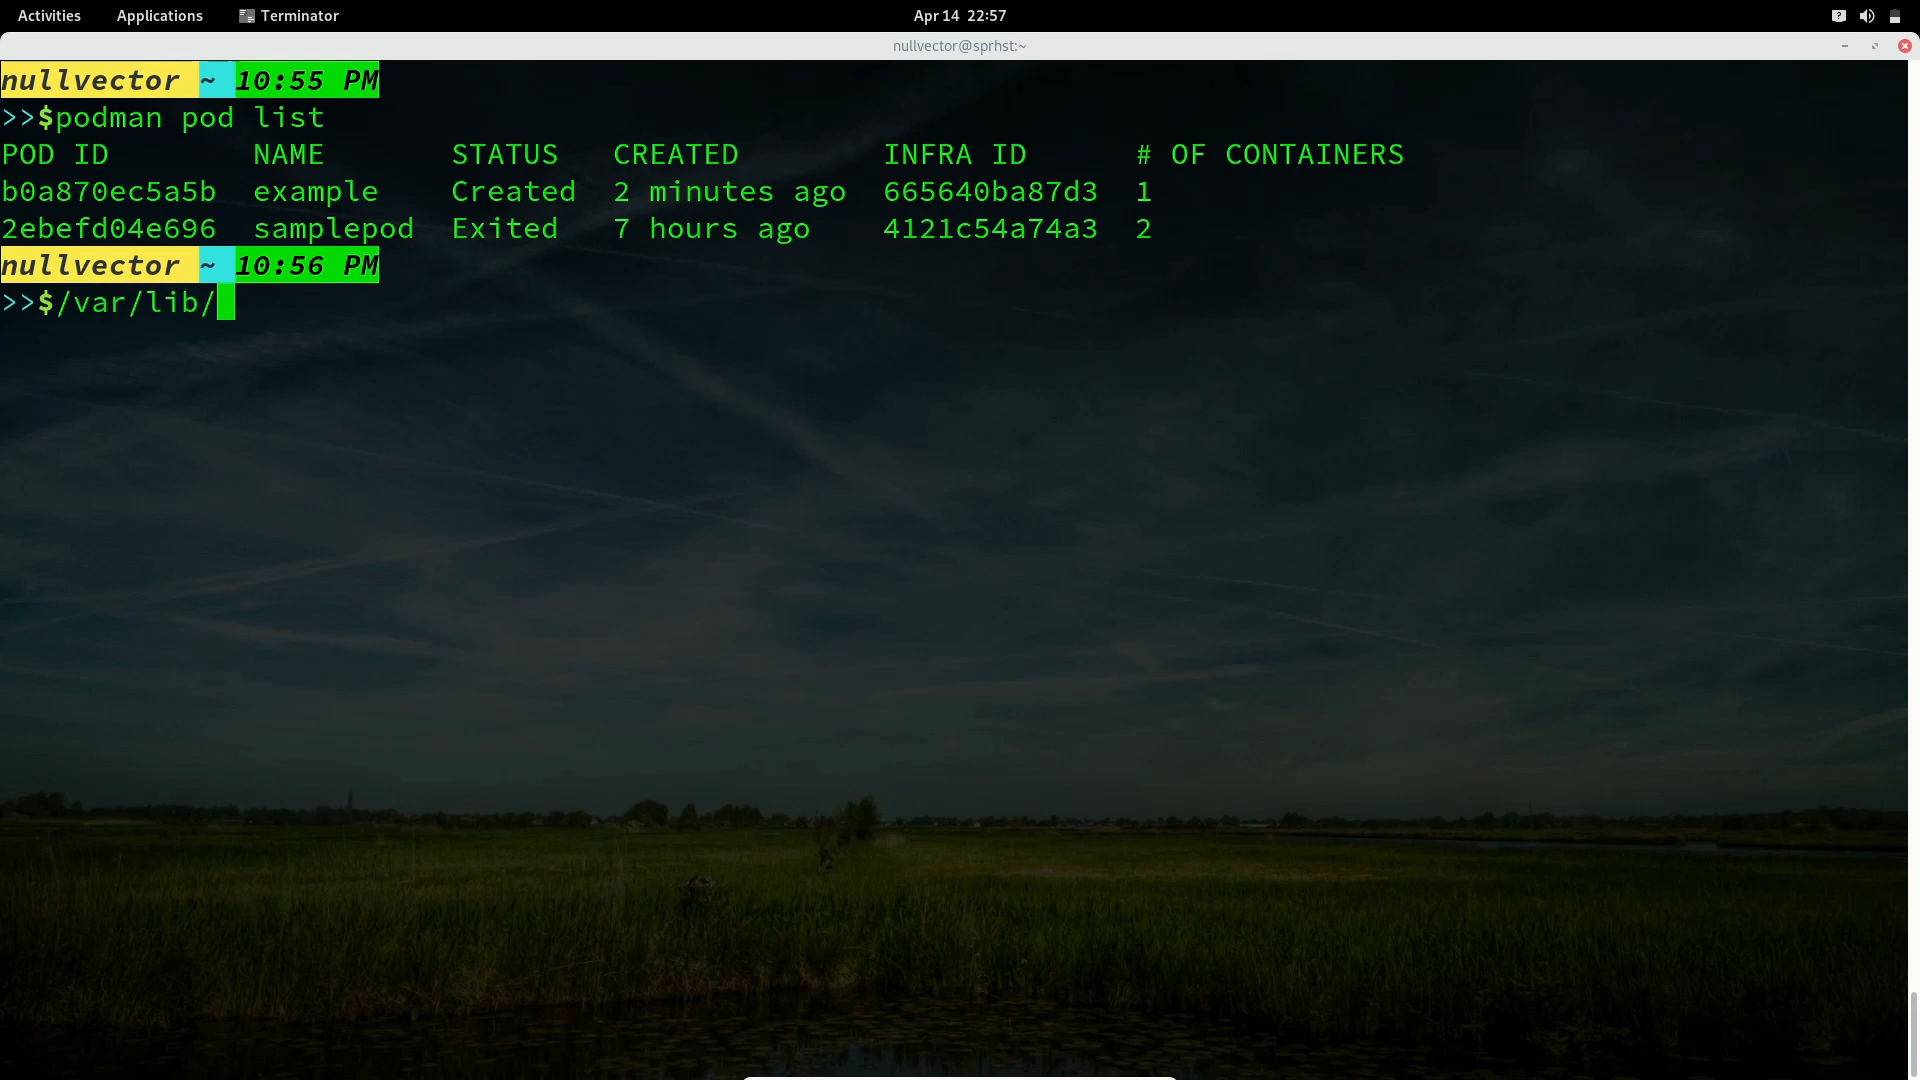 Activities Applications Terminator Apr 14 22:57
nullvector@sprhst:~
nullvector ~ 10:55 PM
>>$podman pod list
POD ID NAME STATUS CREATED INFRA ID # OF CONTAINERS
b0a870ec5a5b example Created 2 minutes ago 665640ba87d3 1
2ebefd04e696 samplepod Exited 7 hours ago 4121c54a74a3 2
nullvector ~ 10:56 PM
>>$/var/lib/